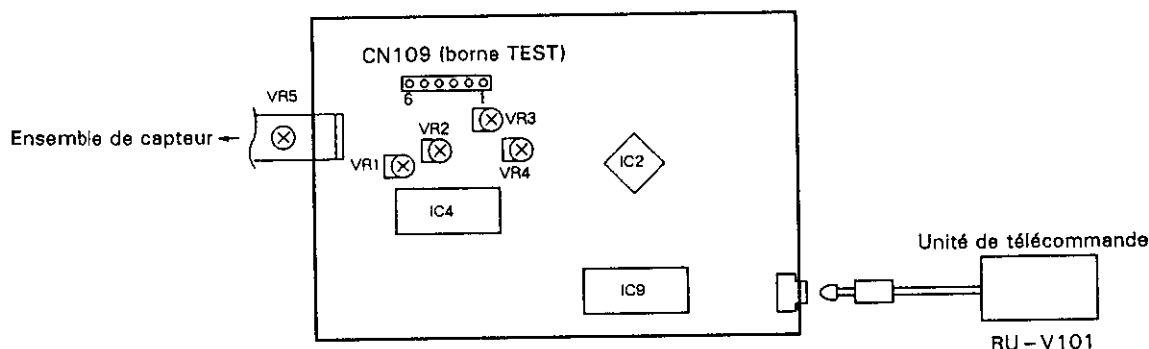 CN109 (borne TEST)
6 1
VR5
VR3
Ensemble de capteur
VR2
VR1
VR4
IC2
IC4
Unité de télécommande
IC9
RU-V101